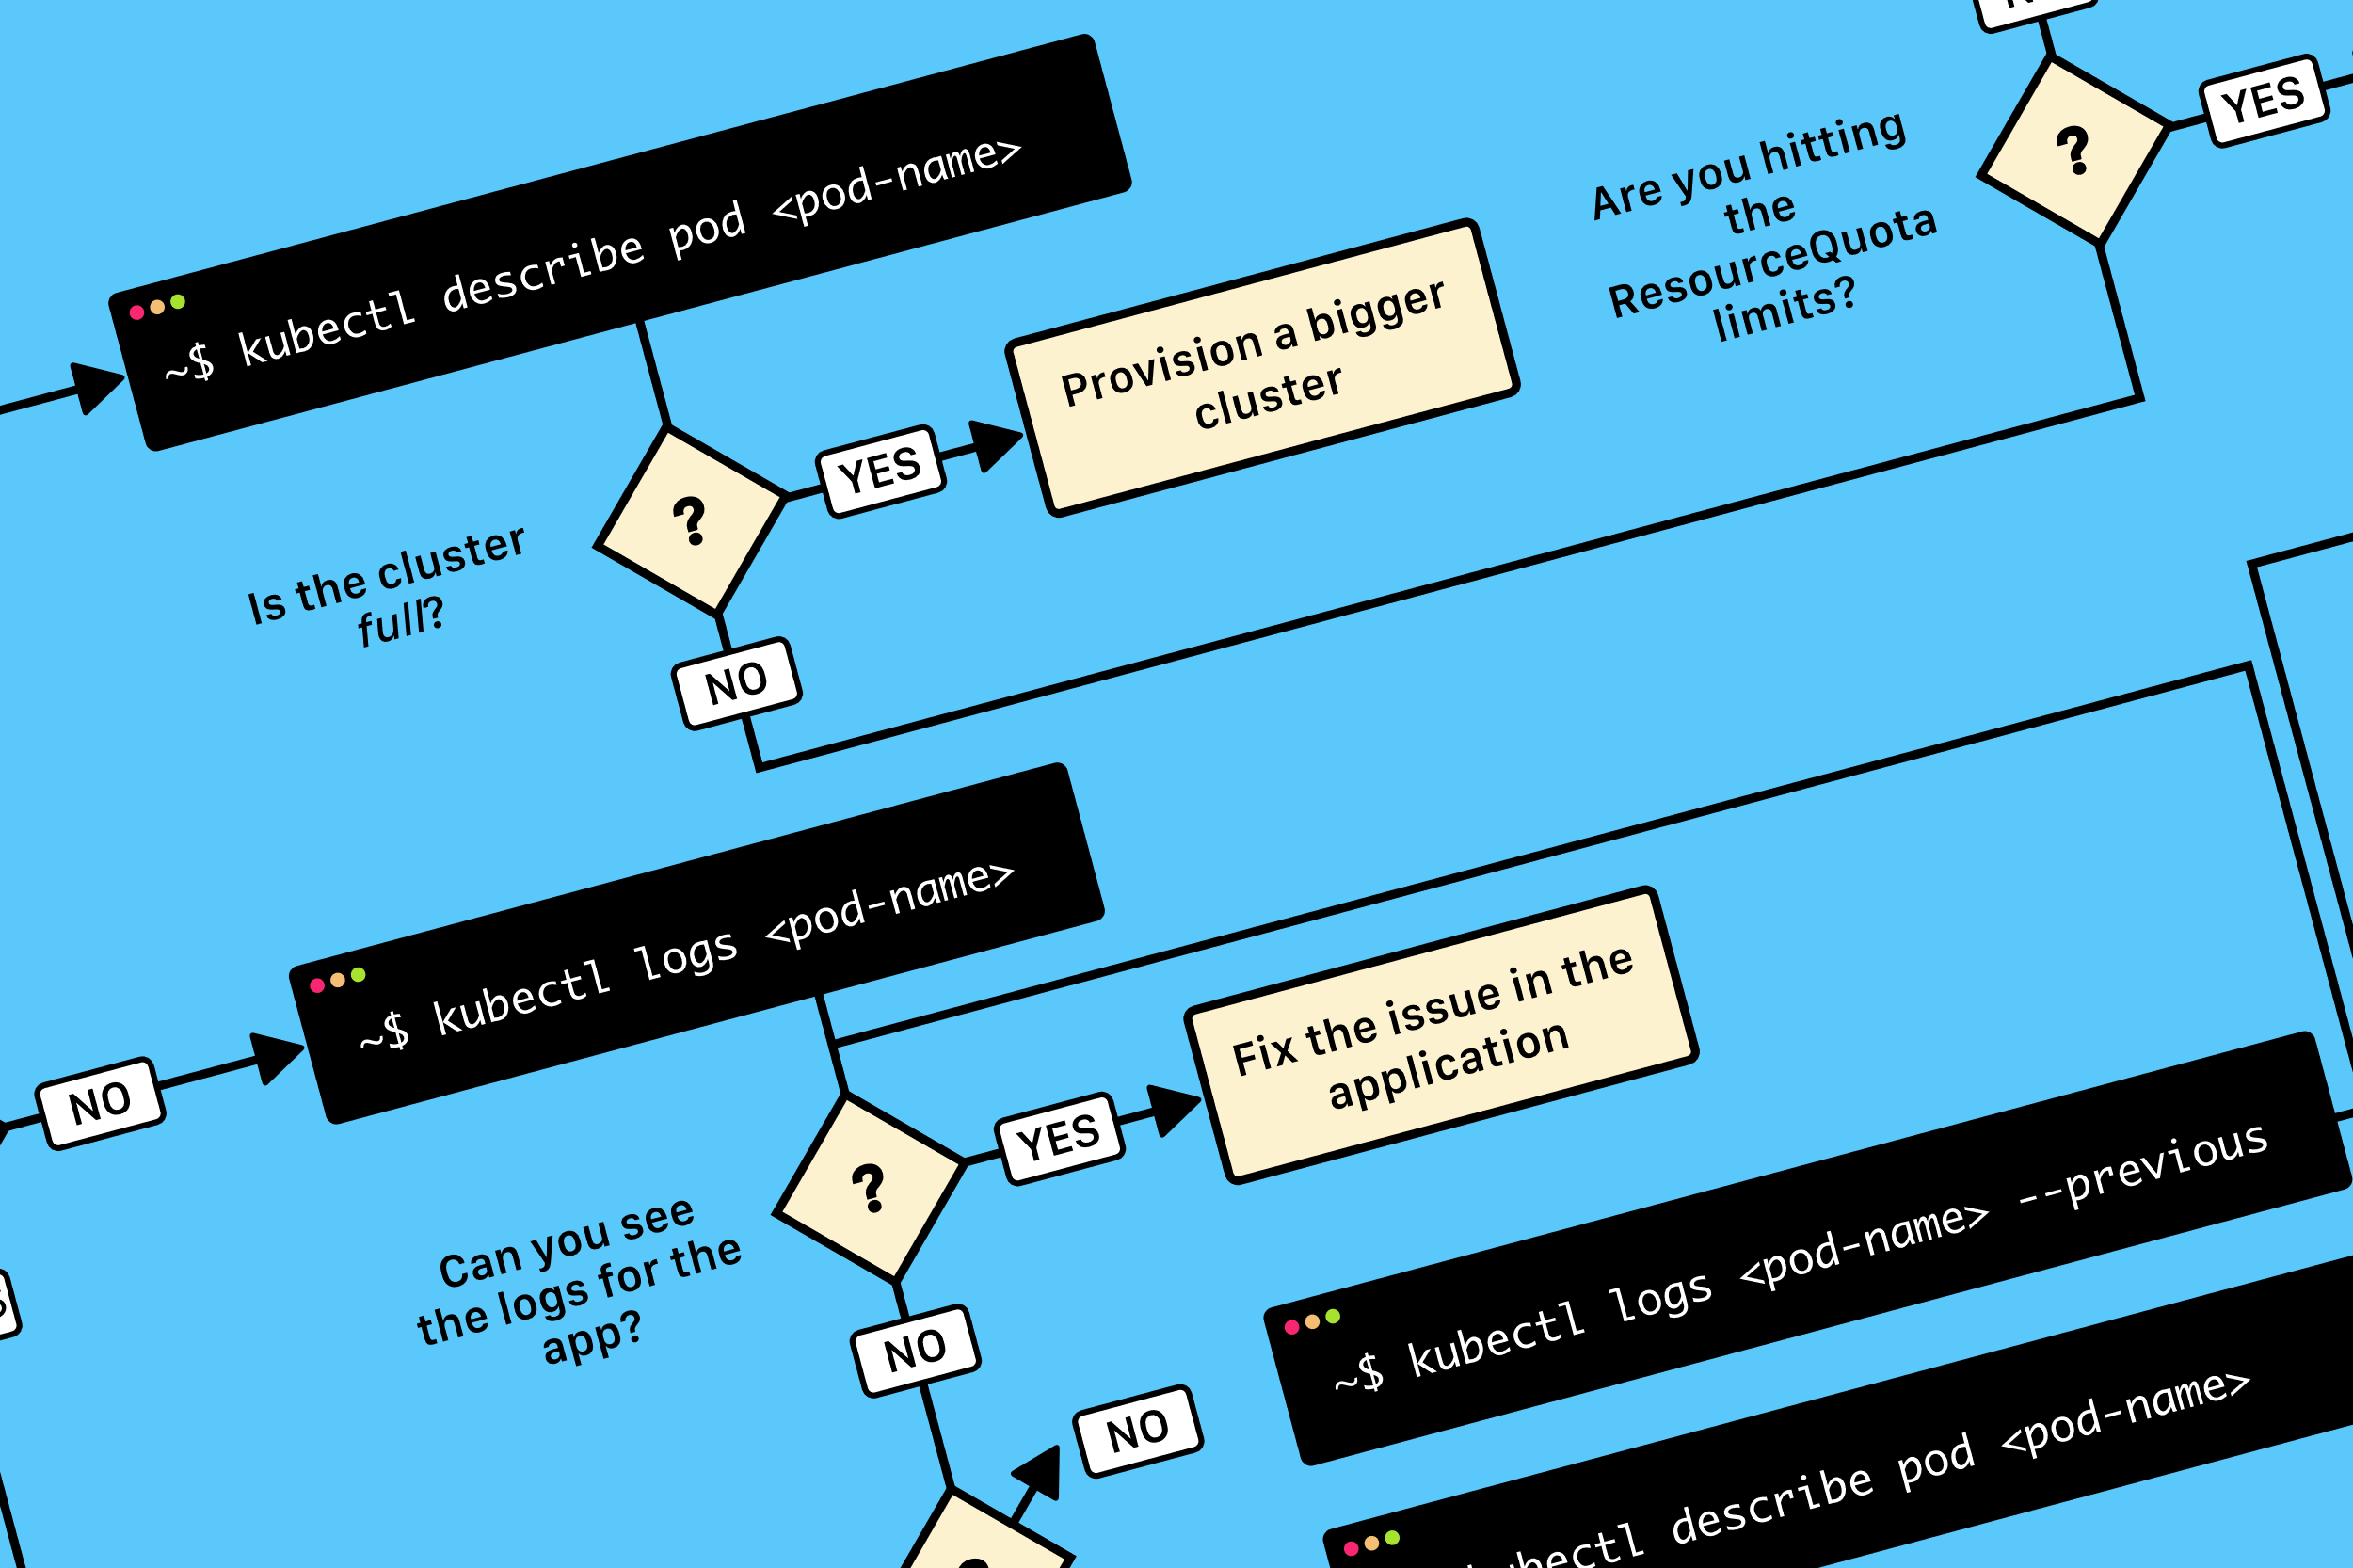 ~$ kubectl describe pod <pod-name>
Is the cluster
full?
?
YES
Provision a bigger
cluster
NO
Are you hitting
the
ResourceQuota
limits?
?
YES
NO
~$ kubectl logs <pod-name>
Can you see
the logs for the
app?
?
YES
Fix the issue in the
application
NO
NO
?
~$ kubectl logs <pod-name> --previous
kubectl describe pod <pod-name>